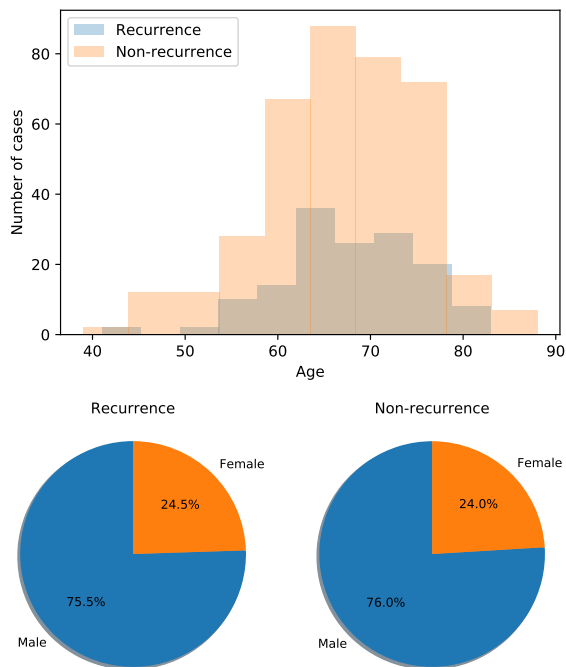 Recurrence
Non-recurrence
Number of cases
80
60
40
20
0
40 50 60 70 80 90
Age
Recurrence Non-recurrence
Female Female
24.5% 24.0%
75.5% 76.0%
Male Male